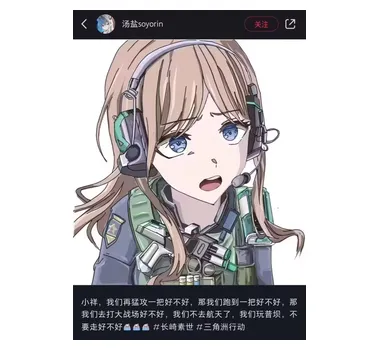 汤盐soyorin
关注
小祥，我们再猛攻一把好不好，那我们跑到一把好不好，那
我们去打大战场好不好，我们不去航天了，我们玩普坝，不
要走好不好 #长崎素世 #三角洲行动